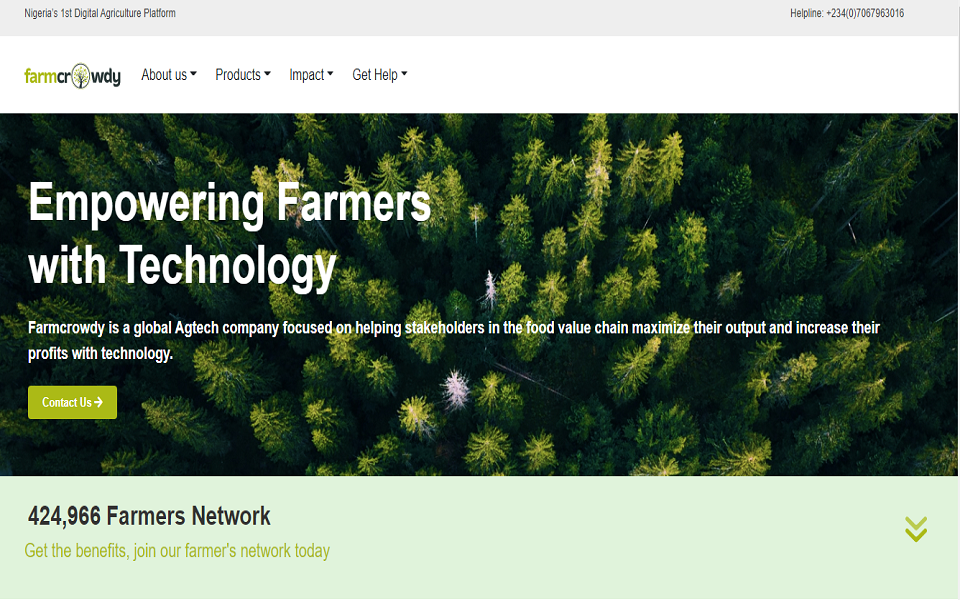 Nigeria's 1st Digital Agriculture Platform
Helpline: +234(0)7067963016
farmcrowdy
About us
Products
Impact
Get Help
Empowering Farmers
with Technology
Farmcrowdy is a global Agtech company focused on helping stakeholders in the food value chain maximize their output and increase their
profits with technology.
Contact Us →
424,966 Farmers Network
Get the benefits, join our farmer's network today